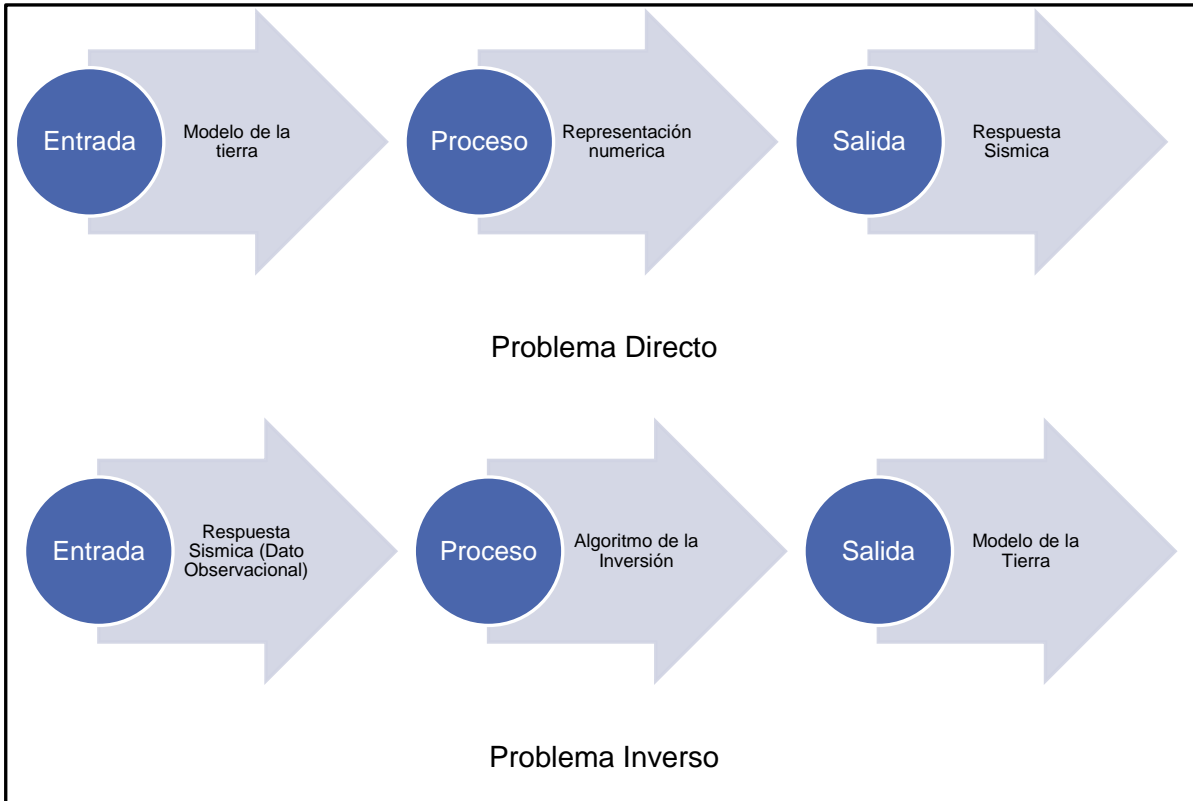 Entrada
Modelo de la
tierra
Proceso
Representación
numerica
Salida
Respuesta
Sismica
Problema Directo
Entrada
Respuesta
Sismica (Dato
Observacional)
Proceso
Algoritmo de la
Inversión
Salida
Modelo de la
Tierra
Problema Inverso